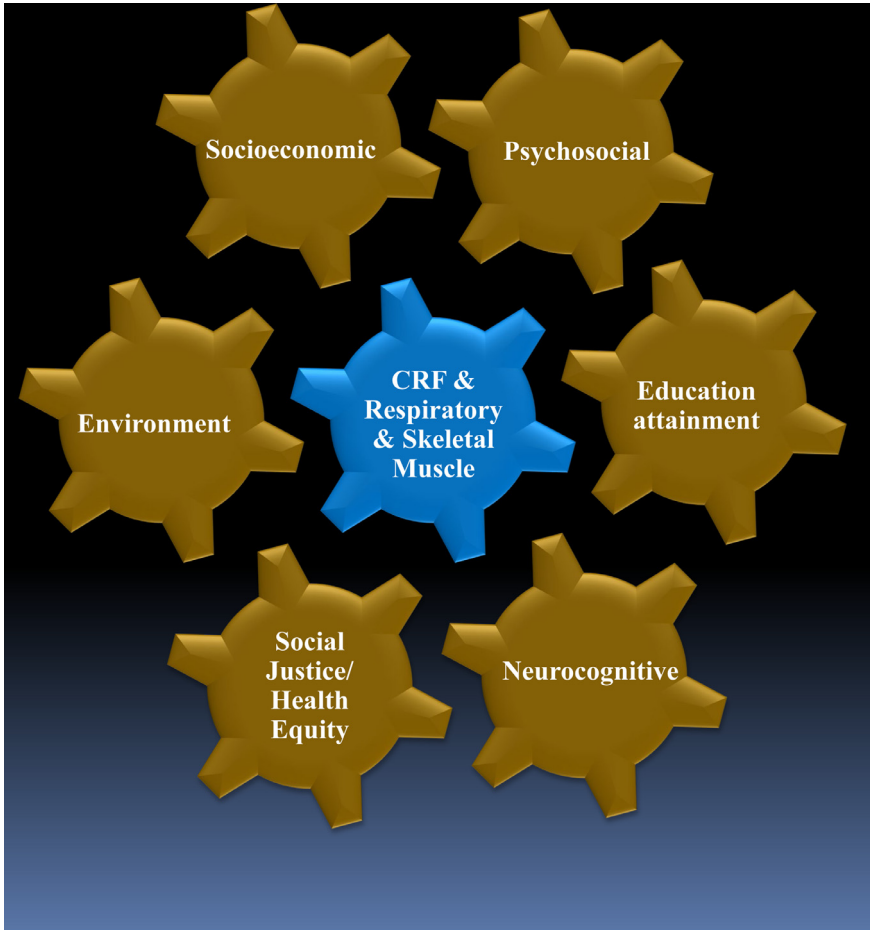 Socioeconomic
Psychosocial
Environment
CRF &
Respiratory
& Skeletal
Muscle
Education
attainment
Social
Justice/
Health
Equity
Neurocognitive